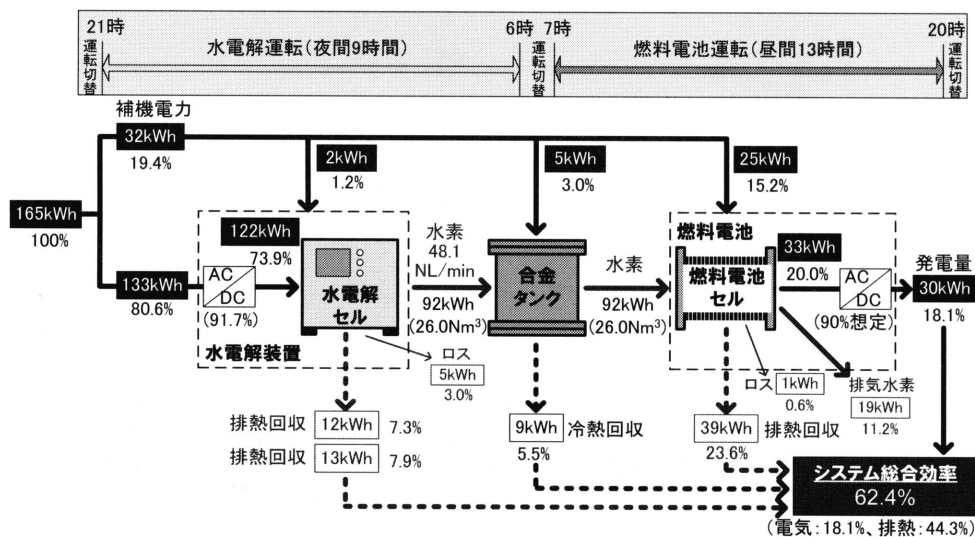 21時
6時
7時
20時
運転切替
水電解運転(夜間9時間)
運転切替
燃料電池運転(昼間13時間)
運転切替
補機電力
32kWh
19.4%
2kWh
1.2%
5kWh
3.0%
25kWh
15.2%
165kWh
100%
133kWh
80.6%
AC
DC
(91.7%)
122kWh
73.9%
水電解
セル
水電解装置
水素
48.1
NL/min
92kWh
(26.0Nm³)
合金
タンク
水素
92kWh
(26.0Nm³)
燃料電池
燃料電池
セル
33kWh
20.0%
AC
DC
(90%想定)
発電量
30kWh
18.1%
ロス
5kWh
3.0%
ロス 1kWh
0.6%
排気水素
19kWh
11.2%
排熱回収 12kWh 7.3%
排熱回収 13kWh 7.9%
9kWh 冷熱回収
5.5%
39kWh 排熱回収
23.6%
システム総合効率
62.4%
(電気:18.1%、排熱:44.3%)